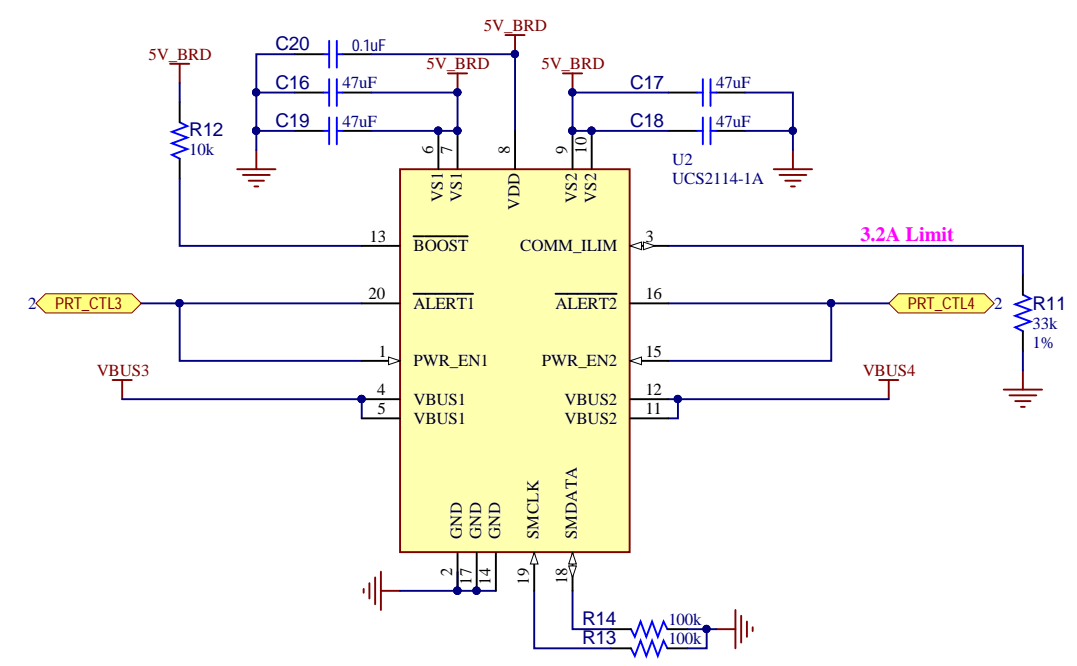 5V_BRD
C20
0.1uF
5V_BRD
5V_BRD
5V_BRD
C16
47uF
C17
47uF
R12
10k
C19
47uF
C18
47uF
6
7
8
9
10
U2
UCS2114-1A
VS1
VS1
VDD
VS2
VS2
13
BOOST
COMM_ILIM
3
3.2A Limit
2
PRT_CTL3
20
ALERT1
ALERT2
16
PRT_CTL4
2
R11
33k
1%
1
PWR_EN1
PWR_EN2
15
VBUS3
VBUS4
4
VBUS1
VBUS2
12
5
VBUS1
VBUS2
11
GND
GND
GND
SMCLK
SMDATA
2
17
14
19
18
R14
100k
R13
100k